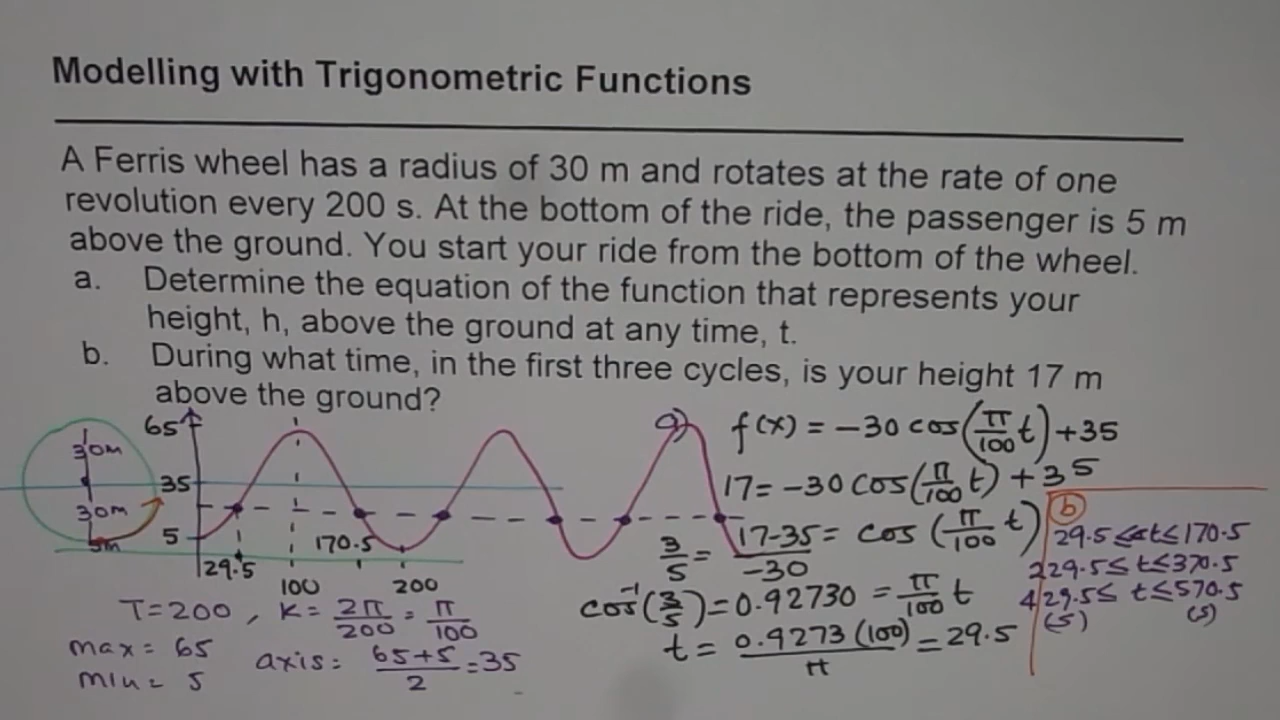 Modelling with Trigonometric Functions
A Ferris wheel has a radius of 30 m and rotates at the rate of one
revolution every 200 s. At the bottom of the ride, the passenger is 5 m
above the ground. You start your ride from the bottom of the wheel.
a. Determine the equation of the function that represents your
height, h, above the ground at any time, t.
b. During what time, in the first three cycles, is your height 17 m
above the ground?
30m
30m
5m
65
35
5
29.5
100
170.5
200
T=200 , K= 2π/200 = π/100
max = 65
min = 5
axis: (65+5)/2 = 35
a) f(x) = -30 cos(π/100 t) +35
17 = -30 cos(π/100 t) + 35
3/5 = (17-35)/-30 = cos (π/100 t)
cos⁻¹(3/5) = 0.92730 = π/100 t
t = 0.9273(100)/π = 29.5
b
29.5 ≤ t ≤ 170.5
229.5 ≤ t ≤ 370.5
429.5 ≤ t ≤ 570.5
(s) (s)